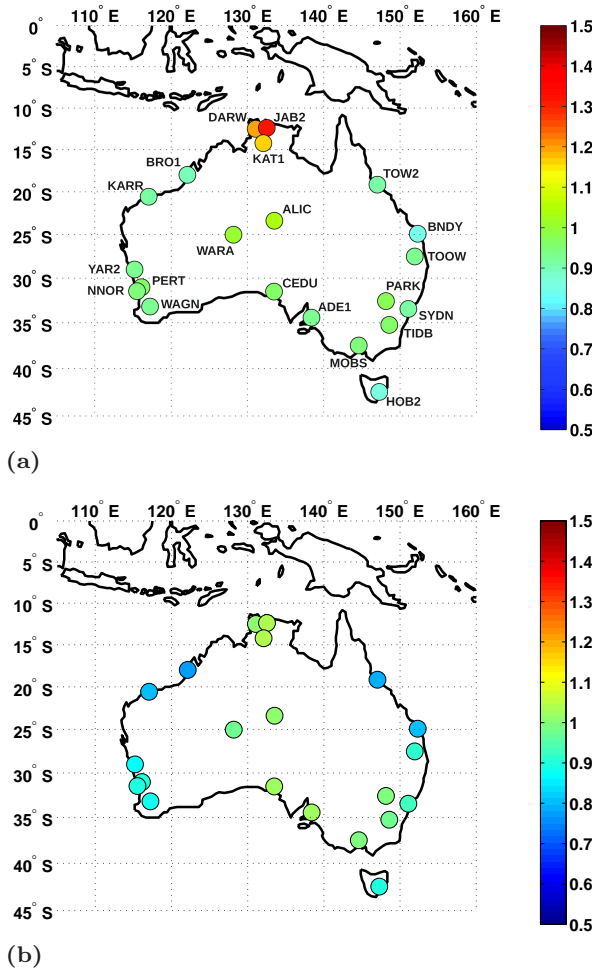 110° E 120° E 130° E 140° E 150° E 160° E
0°
5° S
10° S
15° S
20° S
25° S
30° S
35° S
40° S
45° S
DARW JAB2
KAT1
BRO1
KARR
TOW2
ALIC
BNDY
WARA
TOOW
YAR2
PERT
CEDU
PARK
NNOR
WAGN
ADE1
SYDN
TIDB
MOBS
HOB2
1.5
1.4
1.3
1.2
1.1
1
0.9
0.8
0.7
0.6
0.5
(a)
110° E 120° E 130° E 140° E 150° E 160° E
0°
5° S
10° S
15° S
20° S
25° S
30° S
35° S
40° S
45° S
1.5
1.4
1.3
1.2
1.1
1
0.9
0.8
0.7
0.6
0.5
(b)